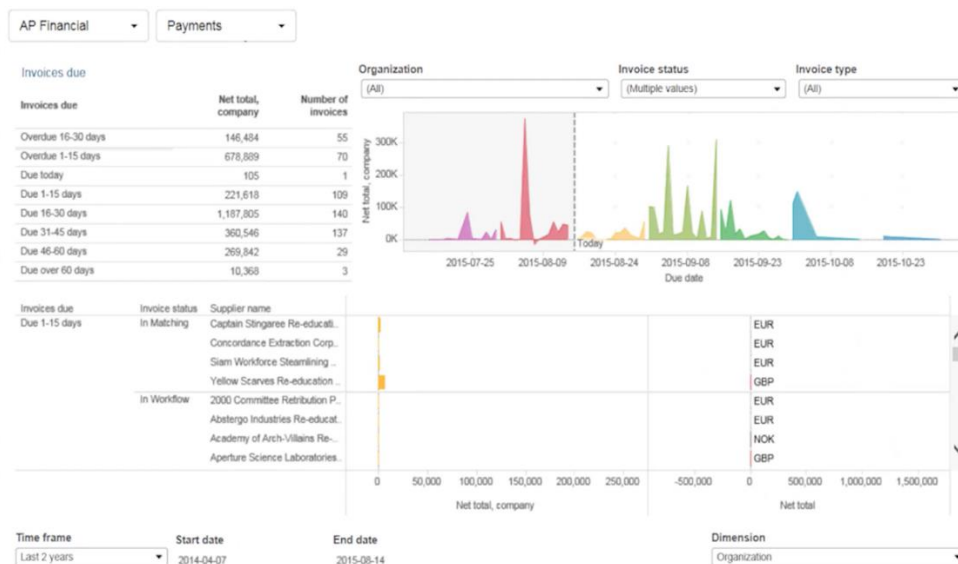 AP Financial Payments
Invoices due
Organization Invoice status Invoice type
(All) (Multiple values) (All)
Invoices due Net total, company Number of invoices
Overdue 16-30 days 146,484 55
Overdue 1-15 days 678,889 70
Due today 105 1
Due 1-15 days 221,618 109
Due 16-30 days 1,187,805 140
Due 31-45 days 360,546 137
Due 46-60 days 269,842 29
Due over 60 days 10,368 3
Net total, company
300K
200K
100K
0K
Today
2015-07-25 2015-08-09 2015-08-24 2015-09-08 2015-09-23 2015-10-08 2015-10-23
Due date
Invoices due Invoice status Supplier name
Due 1-15 days In Matching Captain Stingaree Re-educati.. EUR
Concordance Extraction Corp.. EUR
Siam Workforce Steamlining .. EUR
Yellow Scarves Re-education .. GBP
In Workflow 2000 Committee Retribution P.. EUR
Abstergo Industries Re-educat.. EUR
Academy of Arch-Villains Re-.. NOK
Aperture Science Laboratories.. GBP
0 50,000 100,000 150,000 200,000 250,000 -500,000 0 500,000 1,000,000 1,500,000
Net total, company Net total
Time frame Start date End date Dimension
Last 2 years 2014-04-07 2015-08-14 Organization